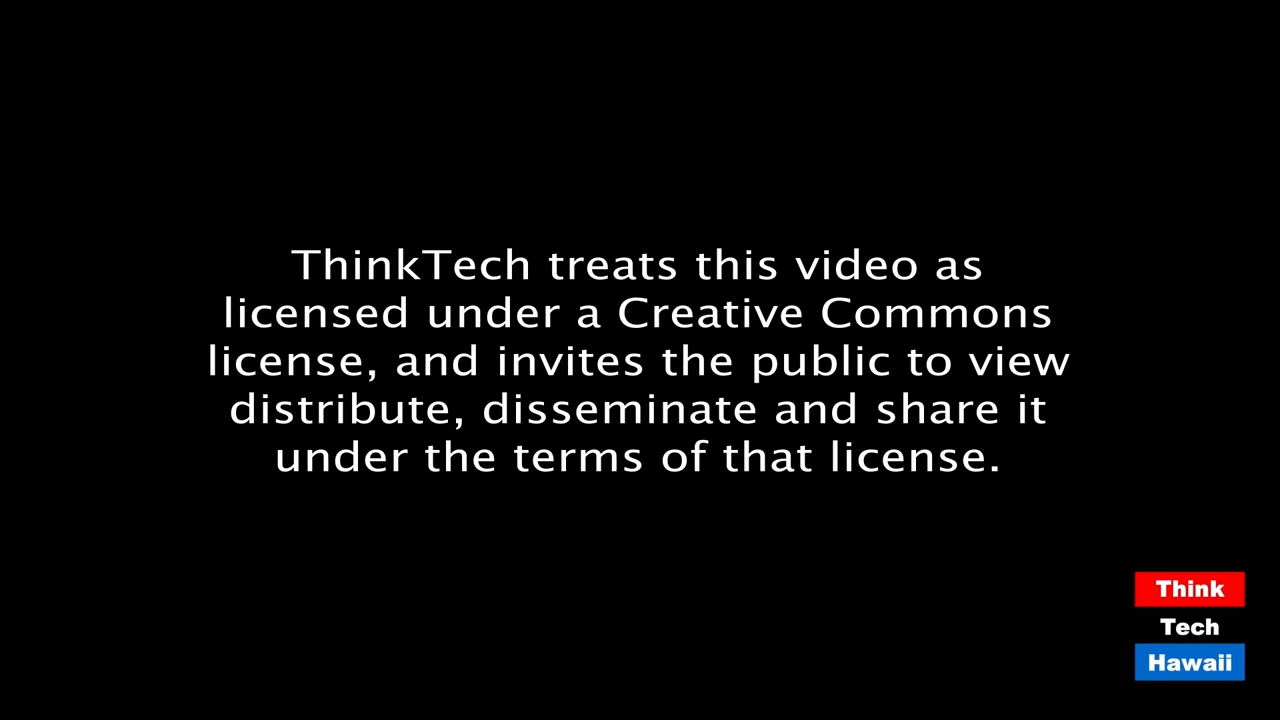 ThinkTech treats this video as
licensed under a Creative Commons
license, and invites the public to view
distribute, disseminate and share it
under the terms of that license.
Think
Tech
Hawaii